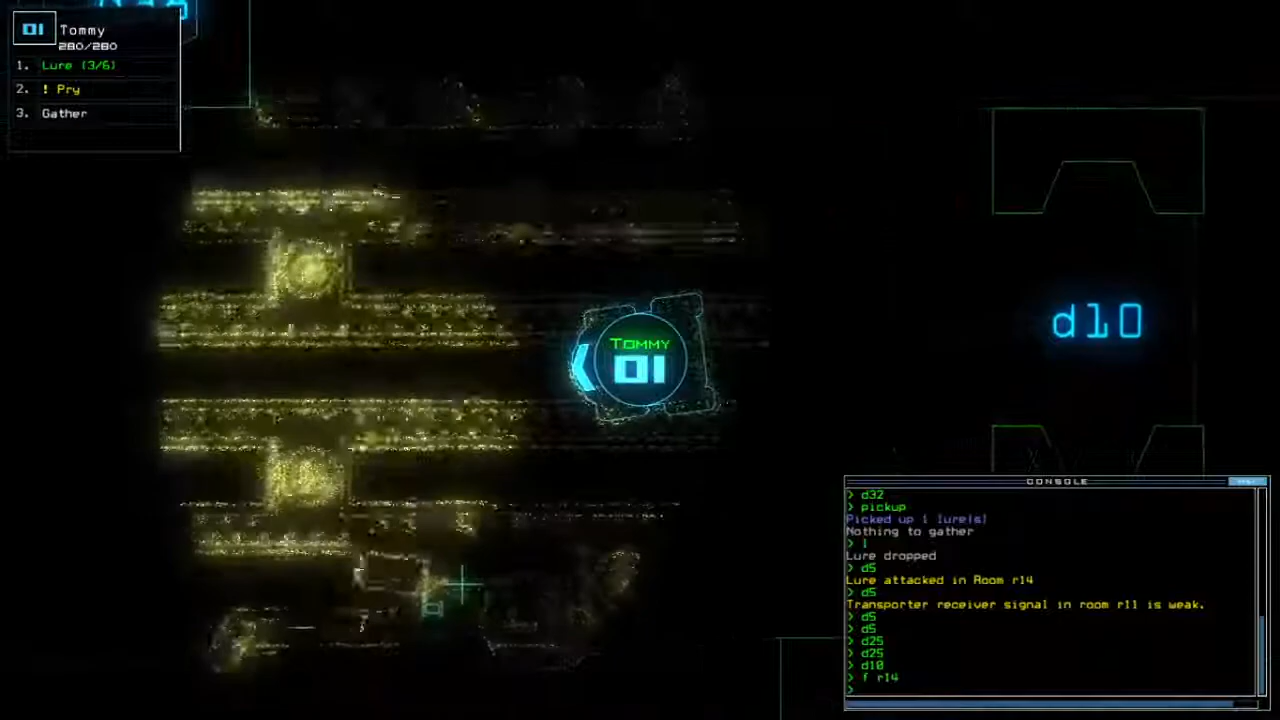 01 Tommy
280/280
1. Lure (3/6)
2. ! Pry
3. Gather
TOMMY
01
d10
CONSOLE
> d32
> pickup
Picked up 1 lure(s)
Nothing to gather
> l
Lure dropped
> d5
Lure attacked in Room r14
> d5
Transporter receiver signal in room r11 is weak.
> d5
> d5
> d25
> d25
> d10
> f r14
>